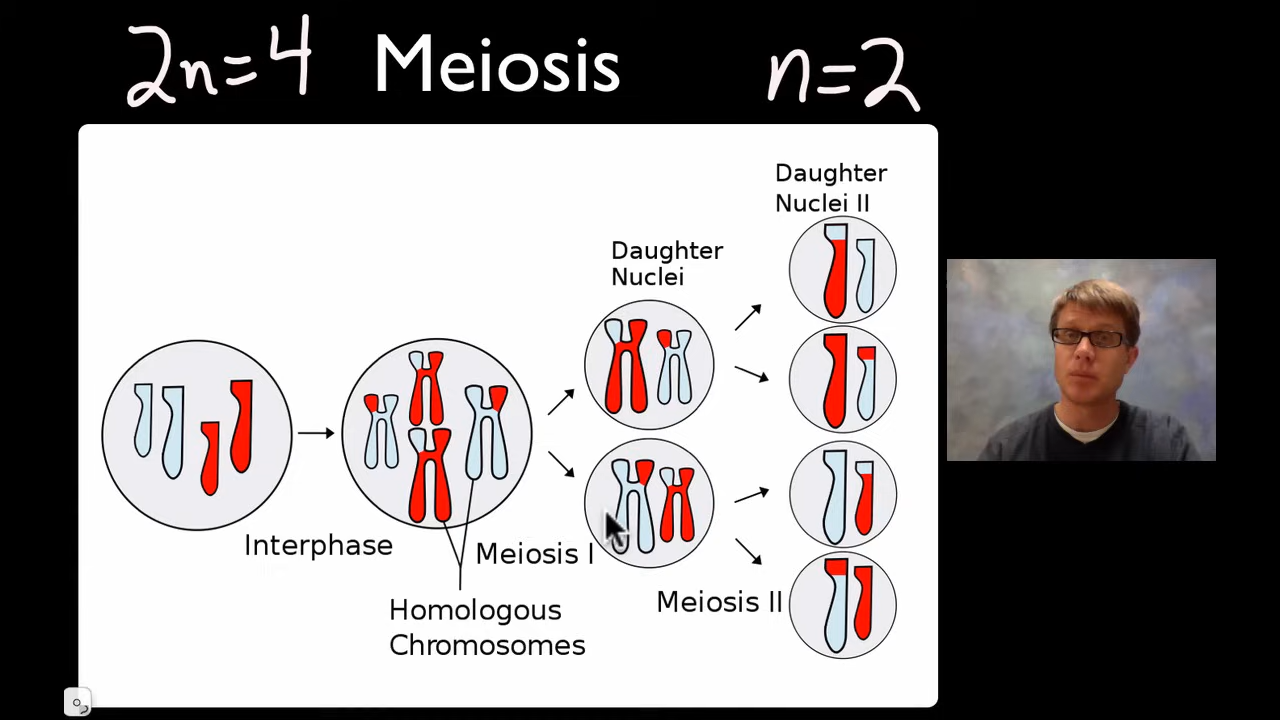 2n=4 Meiosis n=2
Daughter
Nuclei II
Daughter
Nuclei
Interphase
Meiosis I
Homologous
Chromosomes
Meiosis II